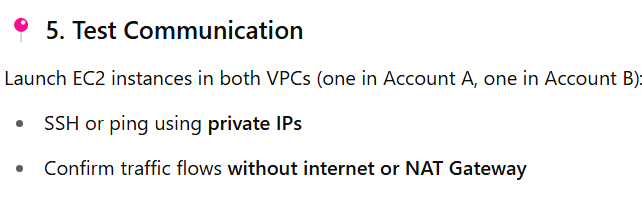 5. Test Communication
Launch EC2 instances in both VPCs (one in Account A, one in Account B):
SSH or ping using private IPs
Confirm traffic flows without internet or NAT Gateway